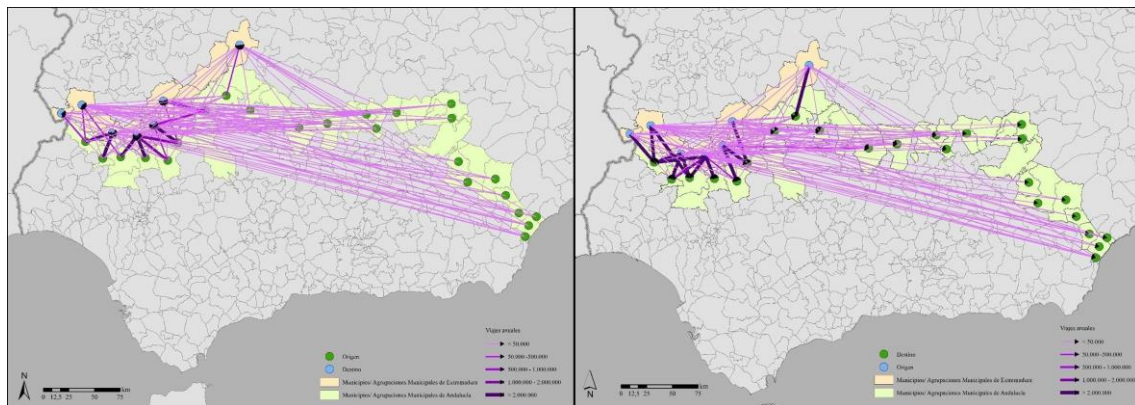 Viajes anuales
< 50.000
Origen
50.000-500.000
Destino
500.000 - 1.000.000
Municipios/ Agrupaciones Municipales de Extremadura
1.000.000 - 2.000.000
Municipios/ Agrupaciones Municipales de Andalucía
> 2.000.000
N
0 12,5 25 50 75
km
Viajes anuales
< 50.000
Destino
50.000-500.000
Origen
500.000 - 1.000.000
Municipios/ Agrupaciones Municipales de Extremadura
1.000.000 - 2.000.000
Municipios/ Agrupaciones Municipales de Andalucía
> 2.000.000
N
0 12,5 25 50 75
km